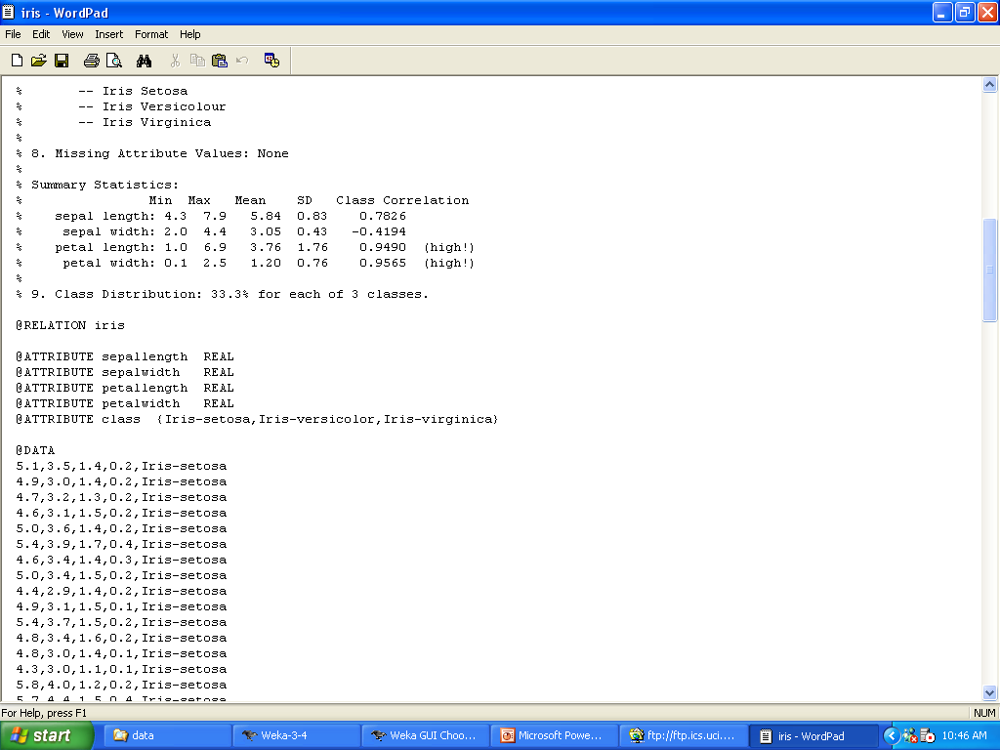 iris - WordPad
File Edit View Insert Format Help
% -- Iris Setosa
% -- Iris Versicolour
% -- Iris Virginica
%
% 8. Missing Attribute Values: None
%
% Summary Statistics:
% Min Max Mean SD Class Correlation
% sepal length: 4.3 7.9 5.84 0.83 0.7826
% sepal width: 2.0 4.4 3.05 0.43 -0.4194
% petal length: 1.0 6.9 3.76 1.76 0.9490 (high!)
% petal width: 0.1 2.5 1.20 0.76 0.9565 (high!)
%
% 9. Class Distribution: 33.3% for each of 3 classes.
@RELATION iris
@ATTRIBUTE sepallength REAL
@ATTRIBUTE sepalwidth REAL
@ATTRIBUTE petallength REAL
@ATTRIBUTE petalwidth REAL
@ATTRIBUTE class {Iris-setosa,Iris-versicolor,Iris-virginica}
@DATA
5.1,3.5,1.4,0.2,Iris-setosa
4.9,3.0,1.4,0.2,Iris-setosa
4.7,3.2,1.3,0.2,Iris-setosa
4.6,3.1,1.5,0.2,Iris-setosa
5.0,3.6,1.4,0.2,Iris-setosa
5.4,3.9,1.7,0.4,Iris-setosa
4.6,3.4,1.4,0.3,Iris-setosa
5.0,3.4,1.5,0.2,Iris-setosa
4.4,2.9,1.4,0.2,Iris-setosa
4.9,3.1,1.5,0.1,Iris-setosa
5.4,3.7,1.5,0.2,Iris-setosa
4.8,3.4,1.6,0.2,Iris-setosa
4.8,3.0,1.4,0.1,Iris-setosa
4.3,3.0,1.1,0.1,Iris-setosa
5.8,4.0,1.2,0.2,Iris-setosa
5.7,4.4,1.5,0.4,Iris-setosa
For Help, press F1 NUM
start data Weka-3-4 Weka GUI Choo... Microsoft Powe... ftp://ftp.ics.uci.... iris - WordPad 10:46 AM